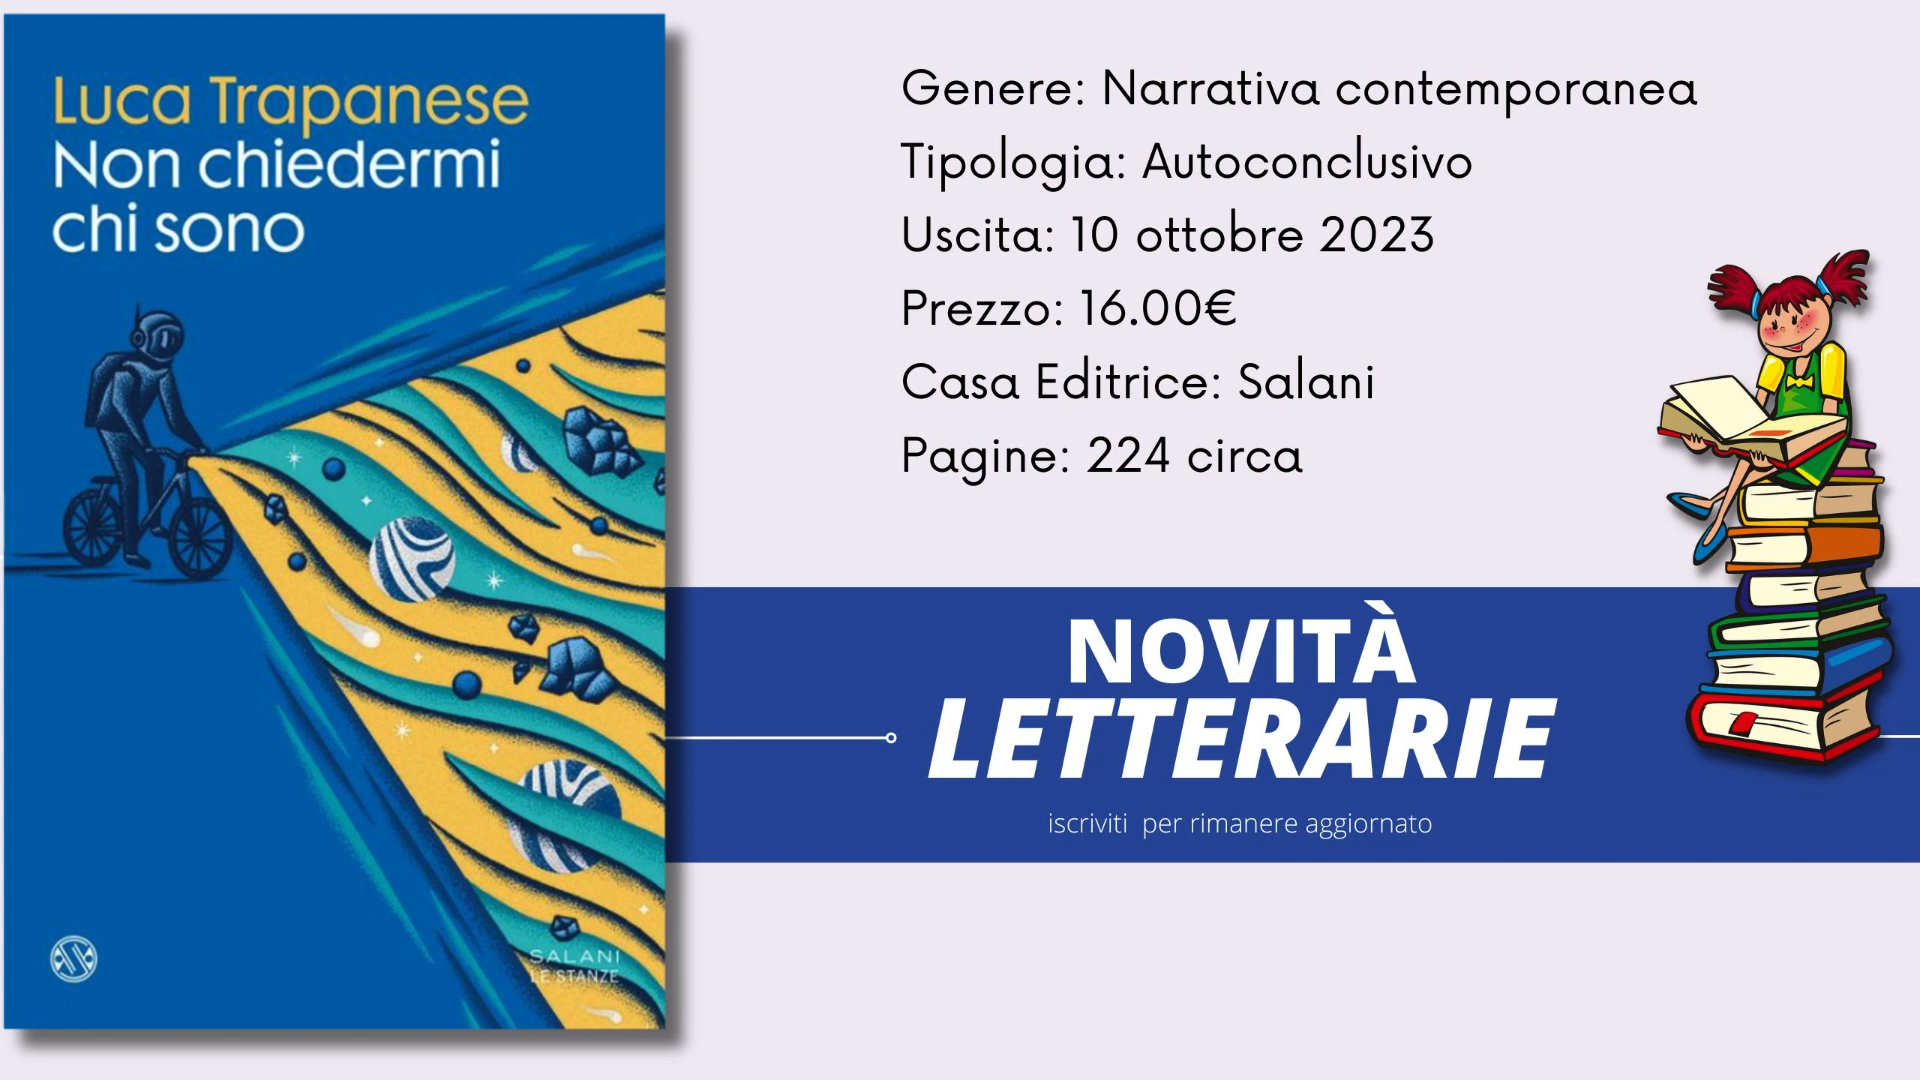 Luca Trapanese
Non chiedermi
chi sono
SALANI
LE STANZE
Genere: Narrativa contemporanea
Tipologia: Autoconclusivo
Uscita: 10 ottobre 2023
Prezzo: 16.00€
Casa Editrice: Salani
Pagine: 224 circa
NOVITÀ
LETTERARIE
iscriviti per rimanere aggiornato